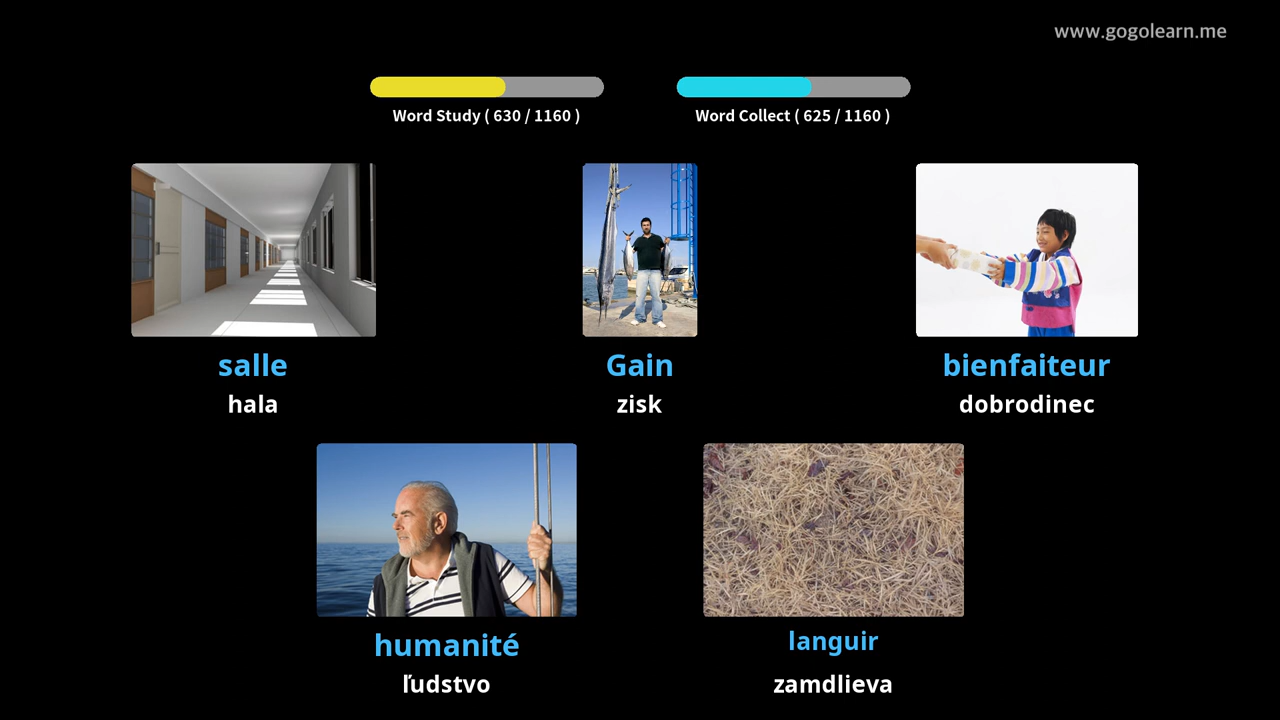 www.gogolearn.me
Word Study ( 630 / 1160 )
Word Collect ( 625 / 1160 )
salle
hala
Gain
zisk
bienfaiteur
dobrodinec
humanité
ľudstvo
languir
zamdlieva